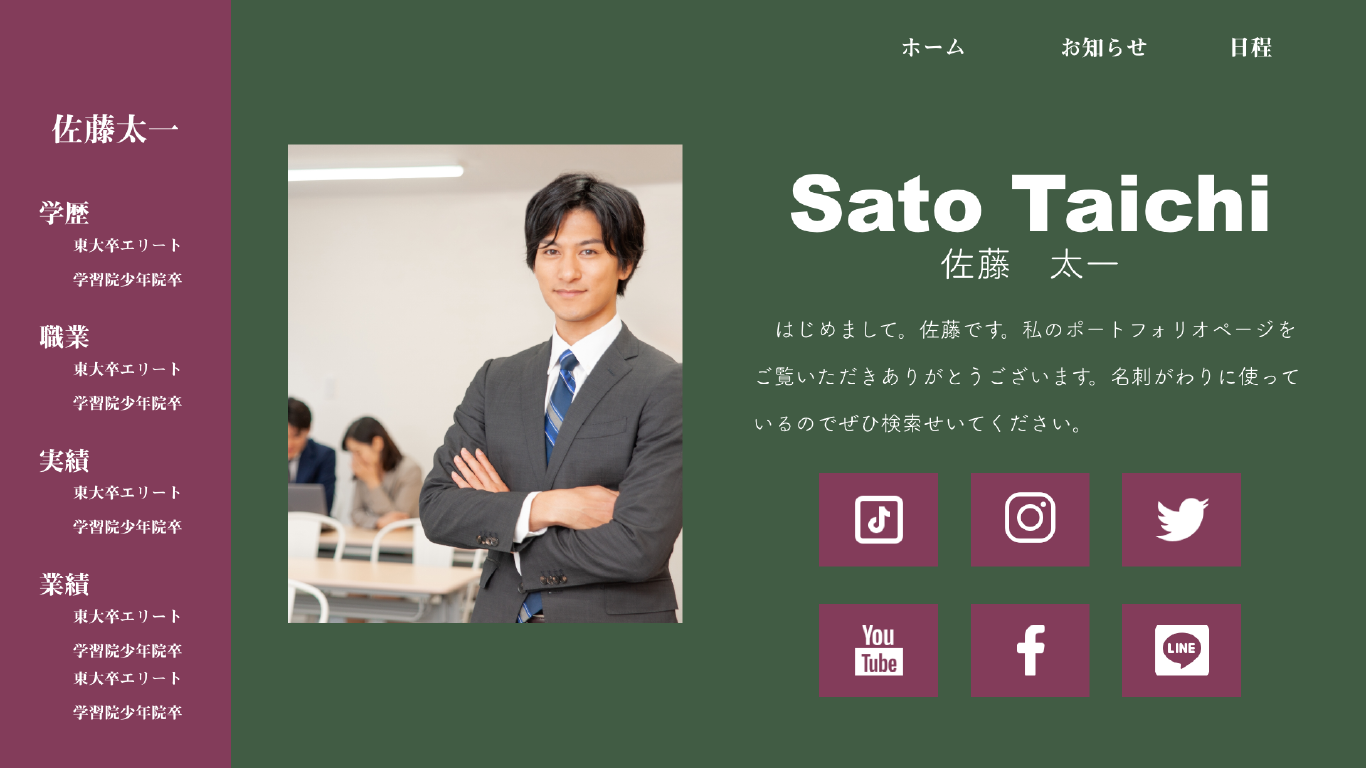 ホーム お知らせ 日程
佐藤太一
学歴
東大卒エリート
学習院少年院卒
職業
東大卒エリート
学習院少年院卒
実績
東大卒エリート
学習院少年院卒
業績
東大卒エリート
学習院少年院卒
東大卒エリート
学習院少年院卒
Sato Taichi
佐藤　太一
はじめまして。佐藤です。私のポートフォリオページを
ご覧いただきありがとうございます。名刺がわりに使って
いるのでぜひ検索せいてください。
You
Tube
LINE